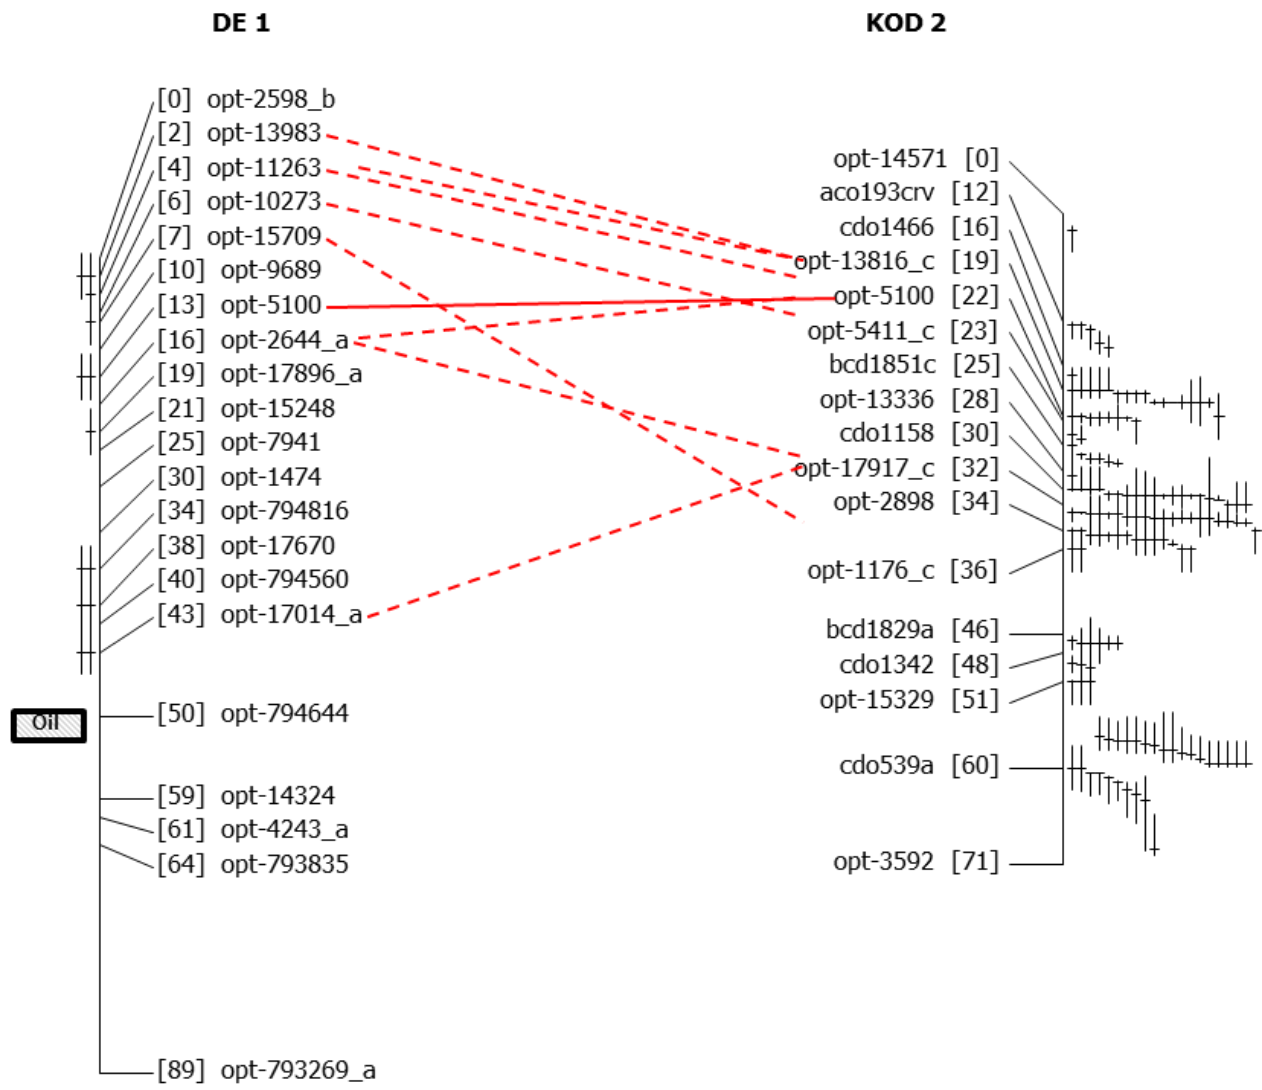 DE 1
[0] opt-2598_b
[2] opt-13983
[4] opt-11263
[6] opt-10273
[7] opt-15709
[10] opt-9689
[13] opt-5100
[16] opt-2644_a
[19] opt-17896_a
[21] opt-15248
[25] opt-7941
[30] opt-1474
[34] opt-794816
[38] opt-17670
[40] opt-794560
[43] opt-17014_a
Oil
[50] opt-794644
[59] opt-14324
[61] opt-4243_a
[64] opt-793835
[89] opt-793269_a
KOD 2
opt-14571 [0]
aco193crv [12]
cdo1466 [16]
opt-13816_c [19]
opt-5100 [22]
opt-5411_c [23]
bcd1851c [25]
opt-13336 [28]
cdo1158 [30]
opt-17917_c [32]
opt-2898 [34]
opt-1176_c [36]
bcd1829a [46]
cdo1342 [48]
opt-15329 [51]
cdo539a [60]
opt-3592 [71]